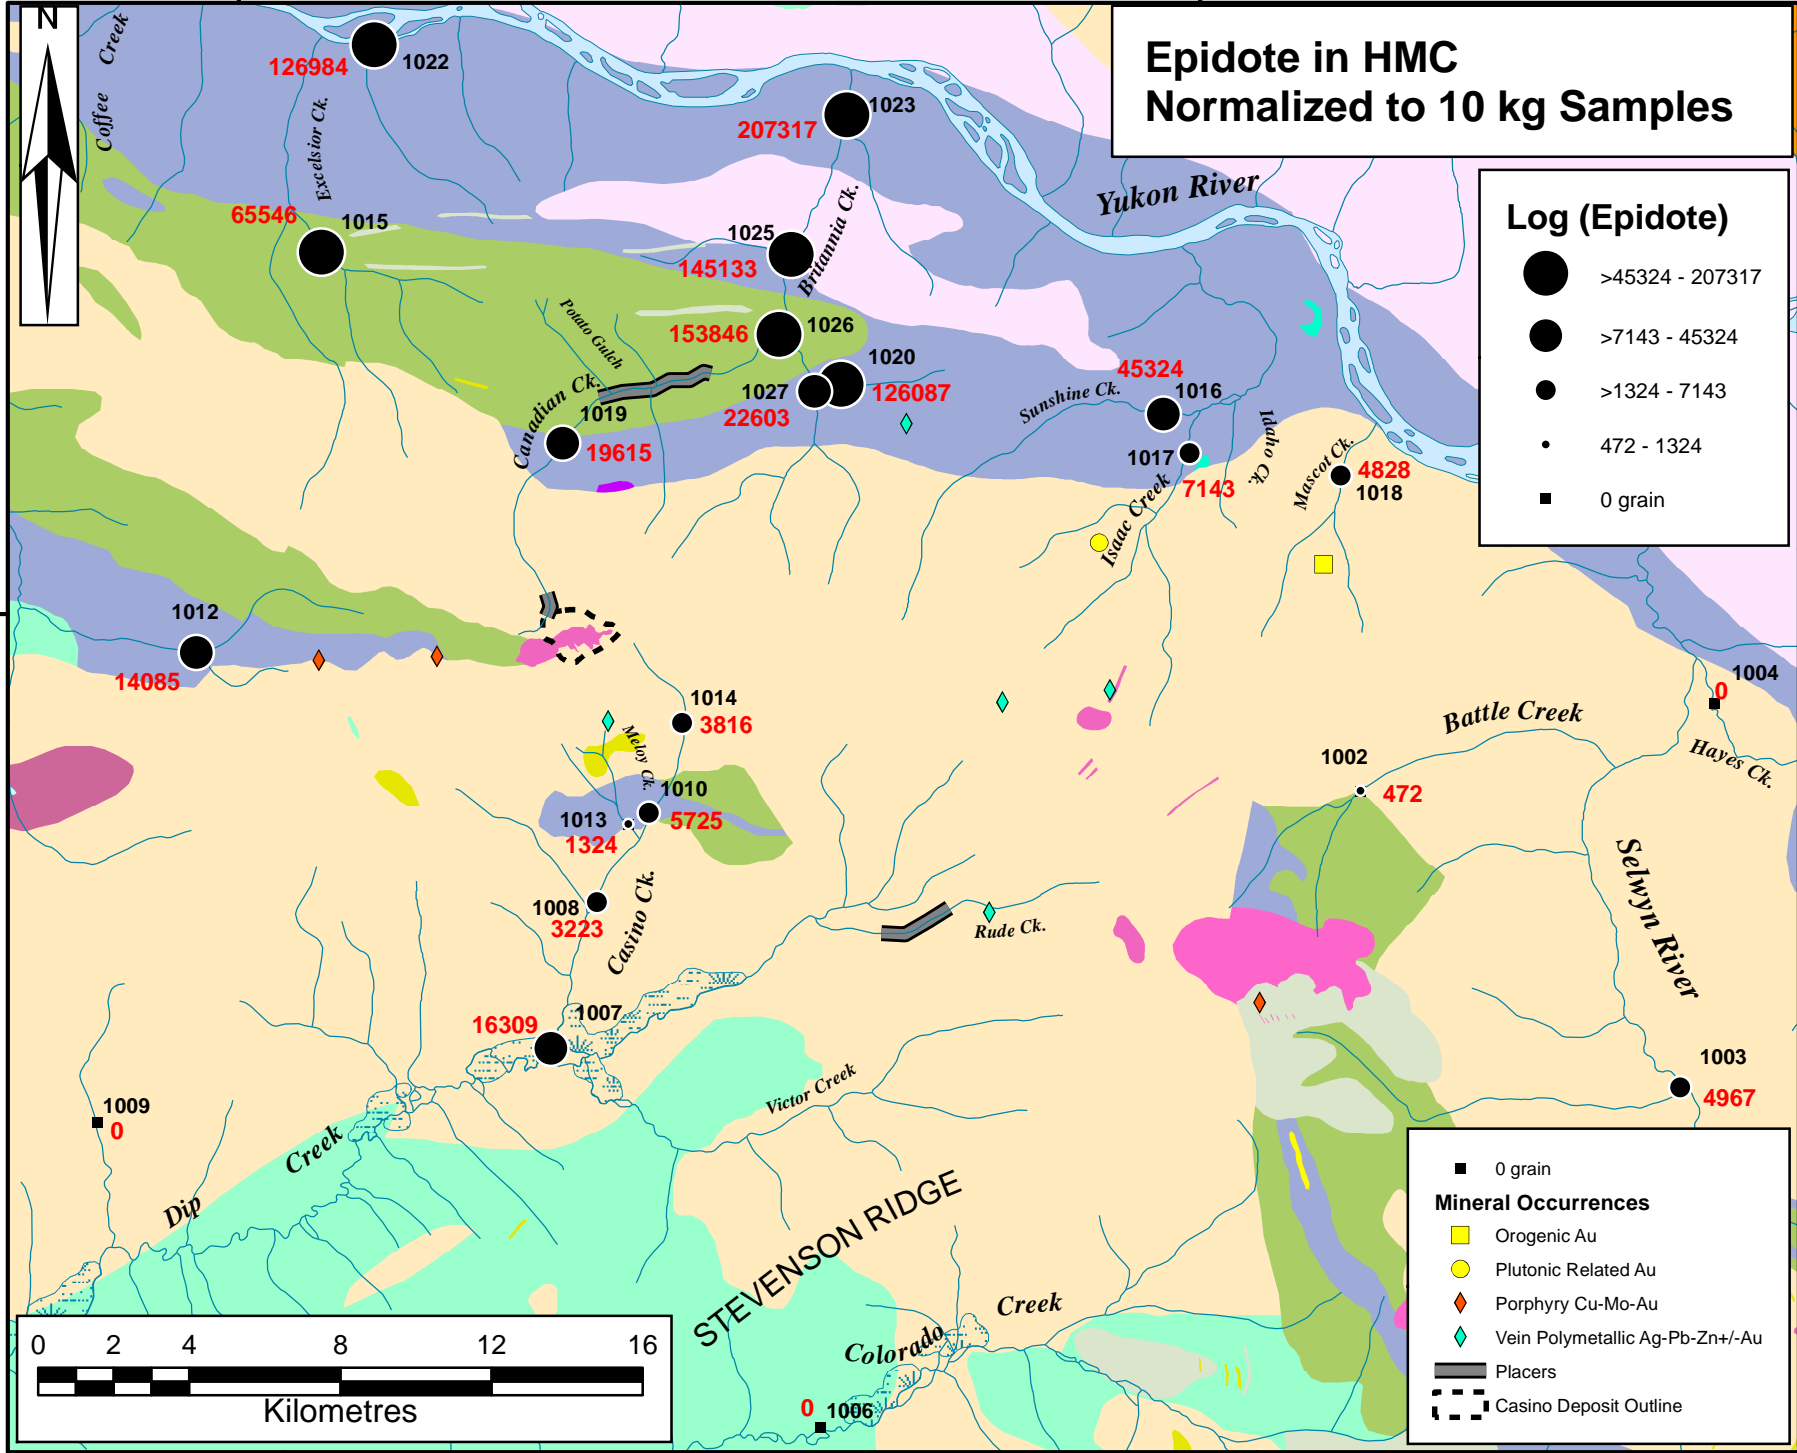 N
Epidote in HMC
Normalized to 10 kg Samples
Log (Epidote)
>45324 - 207317
>7143 - 45324
>1324 - 7143
472 - 1324
0 grain
Coffee Creek
Excelsior Ck.
126984
1022
1023
207317
Yukon River
65546
1015
1025
145133
Britannia Ck.
Potato Gulch
153846
1026
1020
126087
1027
22603
Canadian Ck.
1019
19615
45324
1016
Sunshine Ck.
1017
7143
Idaho Ck.
Isaac Creek
Mascot Ck.
4828
1018
1012
14085
1014
3816
Meloy Ck.
1010
5725
1013
1324
1008
3223
Casino Ck.
1004
0
Battle Creek
Hayes Ck.
1002
472
Selwyn River
Rude Ck.
16309
1007
1003
4967
1009
0
Victor Creek
Dip Creek
STEVENSON RIDGE
Colorado Creek
0
1006
0 2 4 8 12 16
Kilometres
0 grain
Mineral Occurrences
Orogenic Au
Plutonic Related Au
Porphyry Cu-Mo-Au
Vein Polymetallic Ag-Pb-Zn+/-Au
Placers
Casino Deposit Outline